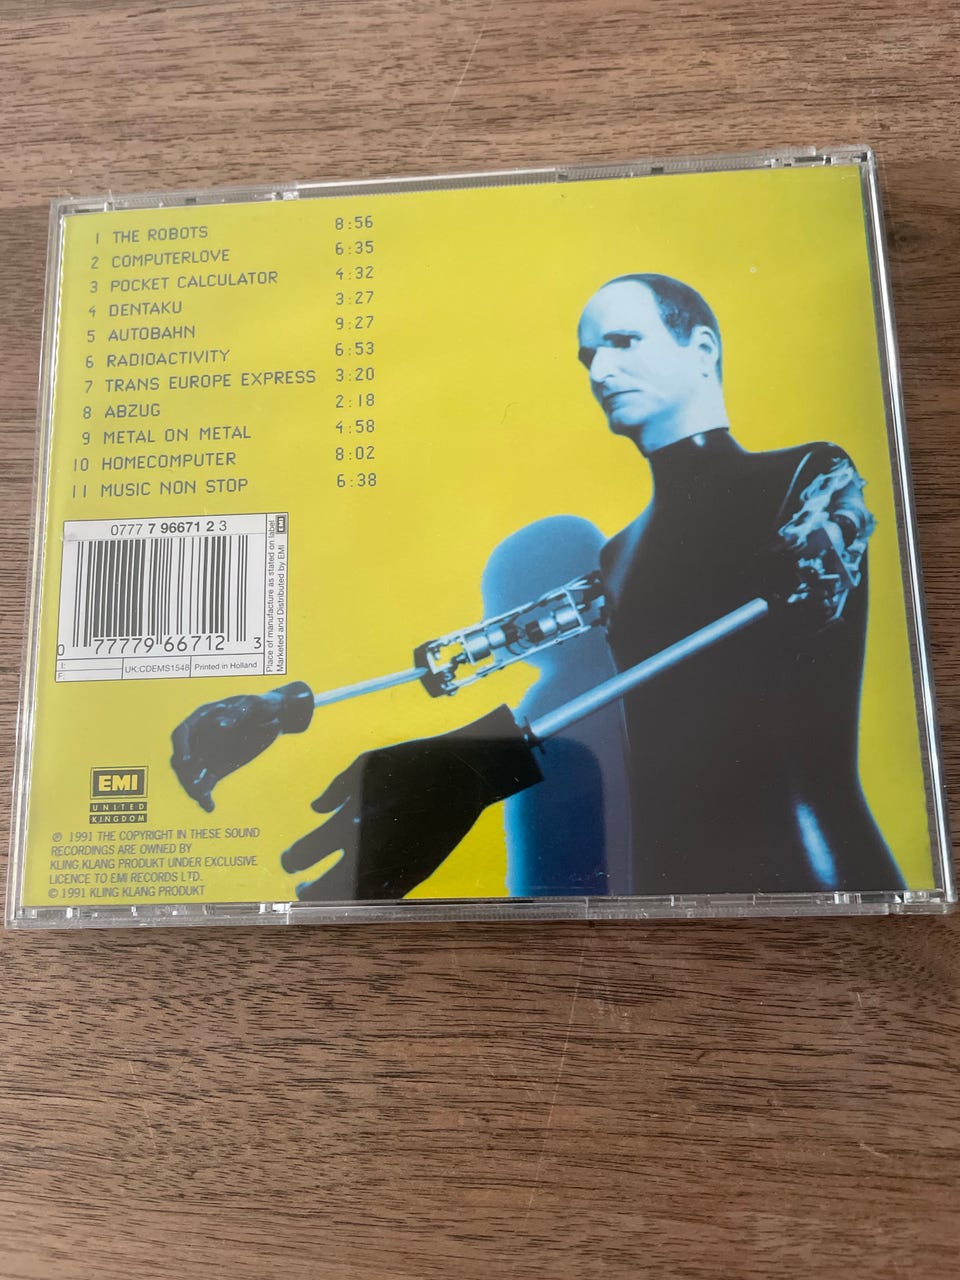 1 THE ROBOTS 8:56
2 COMPUTERLOVE 6:35
3 POCKET CALCULATOR 4:32
4 DENTAKU 3:27
5 AUTOBAHN 9:27
6 RADIOACTIVITY 6:53
7 TRANS EUROPE EXPRESS 3:20
8 ABZUG 2:18
9 METAL ON METAL 4:58
10 HOMECOMPUTER 8:02
11 MUSIC NON STOP 6:38
0777 7 96671 2 3
0 77779 66712 3
I:
F:
UK:CDEMS1548
Printed in Holland
Place of manufacture as stated on label
Marketed and Distributed by EMI
EMI
EMI
UNITED
KINGDOM
℗ 1991 THE COPYRIGHT IN THESE SOUND
RECORDINGS ARE OWNED BY
KLING KLANG PRODUKT UNDER EXCLUSIVE
LICENCE TO EMI RECORDS LTD.
© 1991 KLING KLANG PRODUKT